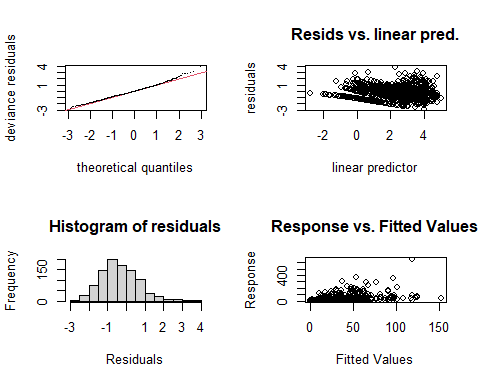 deviance residuals
-3 1 4
-3 -2 -1 0 1 2 3
theoretical quantiles
Resids vs. linear pred.
residuals
-3 1 4
-2 0 2 4
linear predictor
Histogram of residuals
Frequency
0 150
-3 -1 1 2 3 4
Residuals
Response vs. Fitted Values
Response
0 400
0 50 100 150
Fitted Values